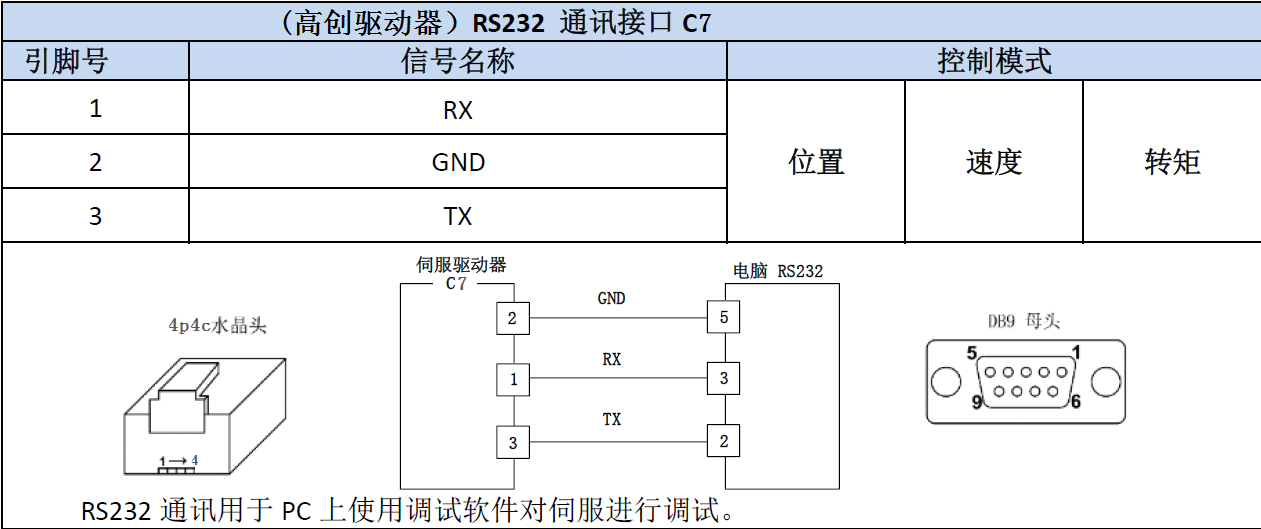 （高创驱动器）RS232 通讯接口 C7
引脚号 信号名称 控制模式
1 RX
2 GND
3 TX
位置 速度 转矩
伺服驱动器
C7
电脑 RS232
4p4c水晶头
1→4
2 GND 5
1 RX 3
3 TX 2
DB9 母头
5 1
9 6
RS232 通讯用于 PC 上使用调试软件对伺服进行调试。